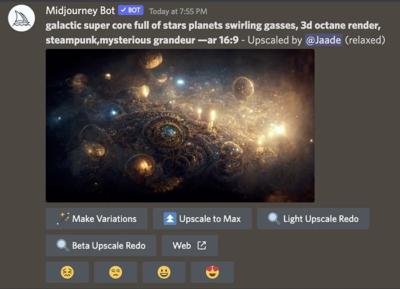 Midjourney Bot ✓ BOT Today at 7:55 PM
galactic super core full of stars planets swirling gasses, 3d octane render,
steampunk,mysterious grandeur —ar 16:9 - Upscaled by @Jaade (relaxed)
Make Variations
Upscale to Max
Light Upscale Redo
Beta Upscale Redo
Web